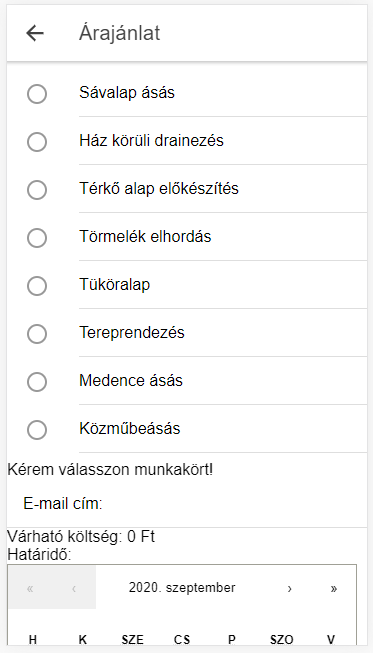 Árajánlat
Sávalap ásás
Ház körüli drainezés
Térkő alap előkészítés
Törmelék elhordás
Tüköralap
Tereprendezés
Medence ásás
Közműbeásás
Kérem válasszon munkakört!
E-mail cím:
Várható költség: 0 Ft
Határidő:
« ‹ 2020. szeptember › »
H K SZE CS P SZO V